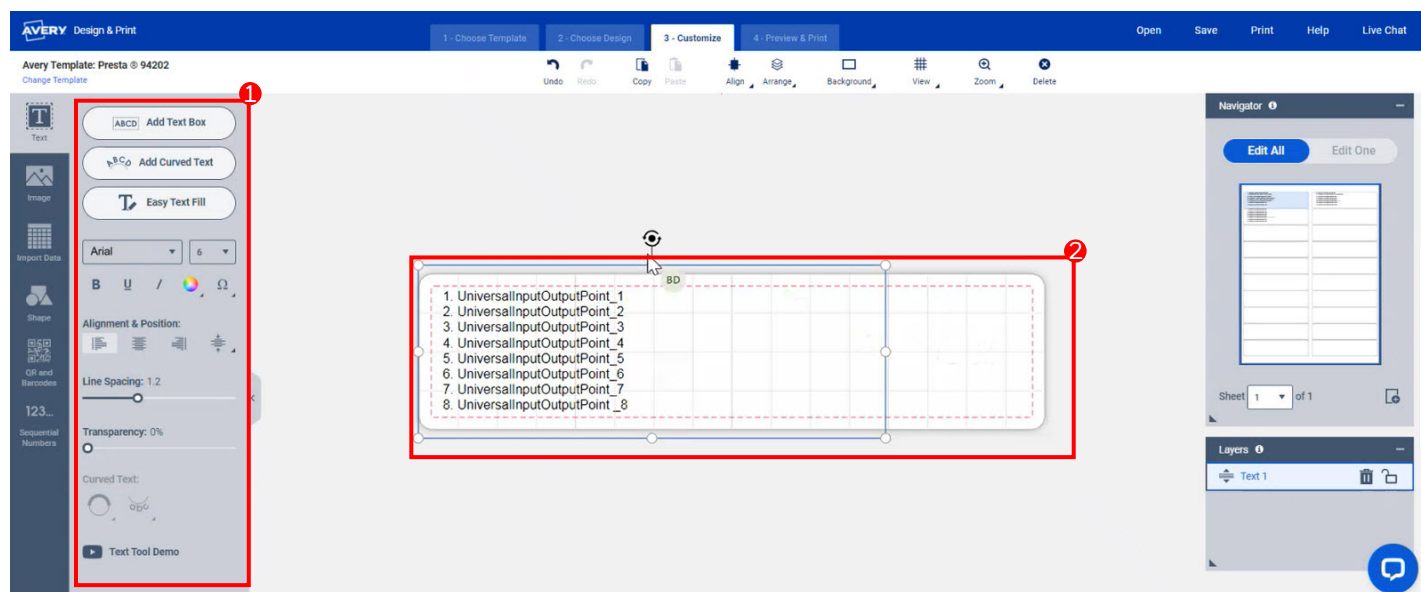 AVERY Design & Print
1 - Choose Template
2 - Choose Design
3 - Customize
4 - Preview & Print
Open
Save
Print
Help
Live Chat
Avery Template: Presta ® 94202
Change Template
Undo
Redo
Copy
Paste
Align
Arrange
Background
View
Zoom
Delete
1
T
Text
Image
Import Data
Shape
QR and
Barcodes
123...
Sequential
Numbers
ABCD Add Text Box
ABCD Add Curved Text
Easy Text Fill
Arial
6
B U / Ω
Alignment & Position:
Line Spacing: 1.2
Transparency: 0%
Curved Text:
Text Tool Demo
2
BD
1. UniversalInputOutputPoint_1
2. UniversalInputOutputPoint_2
3. UniversalInputOutputPoint_3
4. UniversalInputOutputPoint_4
5. UniversalInputOutputPoint_5
6. UniversalInputOutputPoint_6
7. UniversalInputOutputPoint_7
8. UniversalInputOutputPoint _8
Navigator
Edit All
Edit One
Sheet 1 of 1
Layers
Text 1